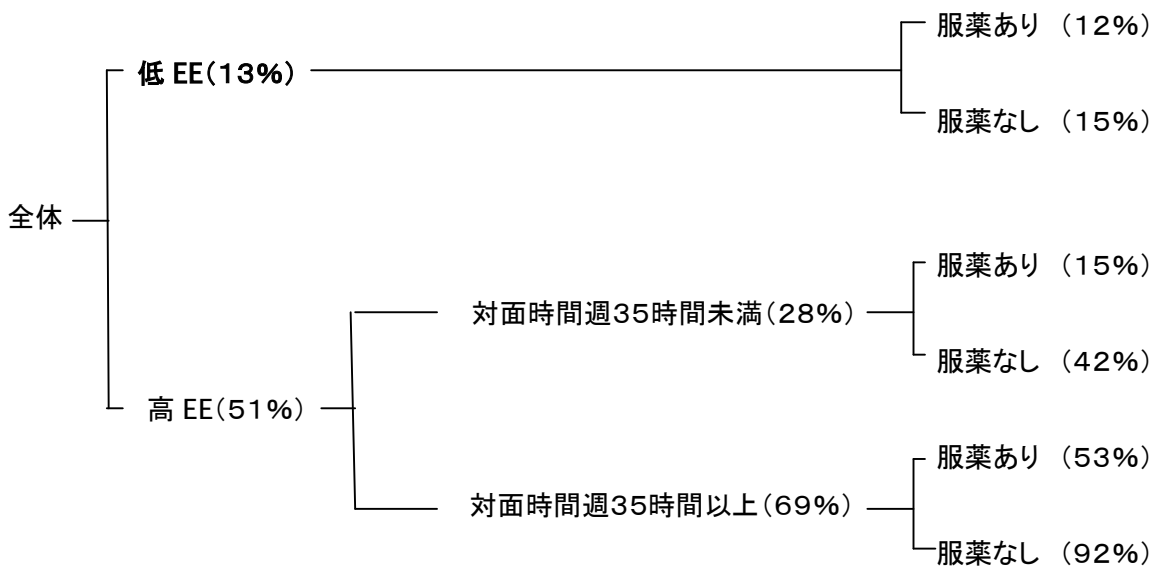 服薬あり (12%)
低 EE(13%)
服薬なし (15%)
全体
服薬あり (15%)
対面時間週35時間未満(28%)
服薬なし (42%)
高 EE(51%)
服薬あり (53%)
対面時間週35時間以上(69%)
服薬なし (92%)